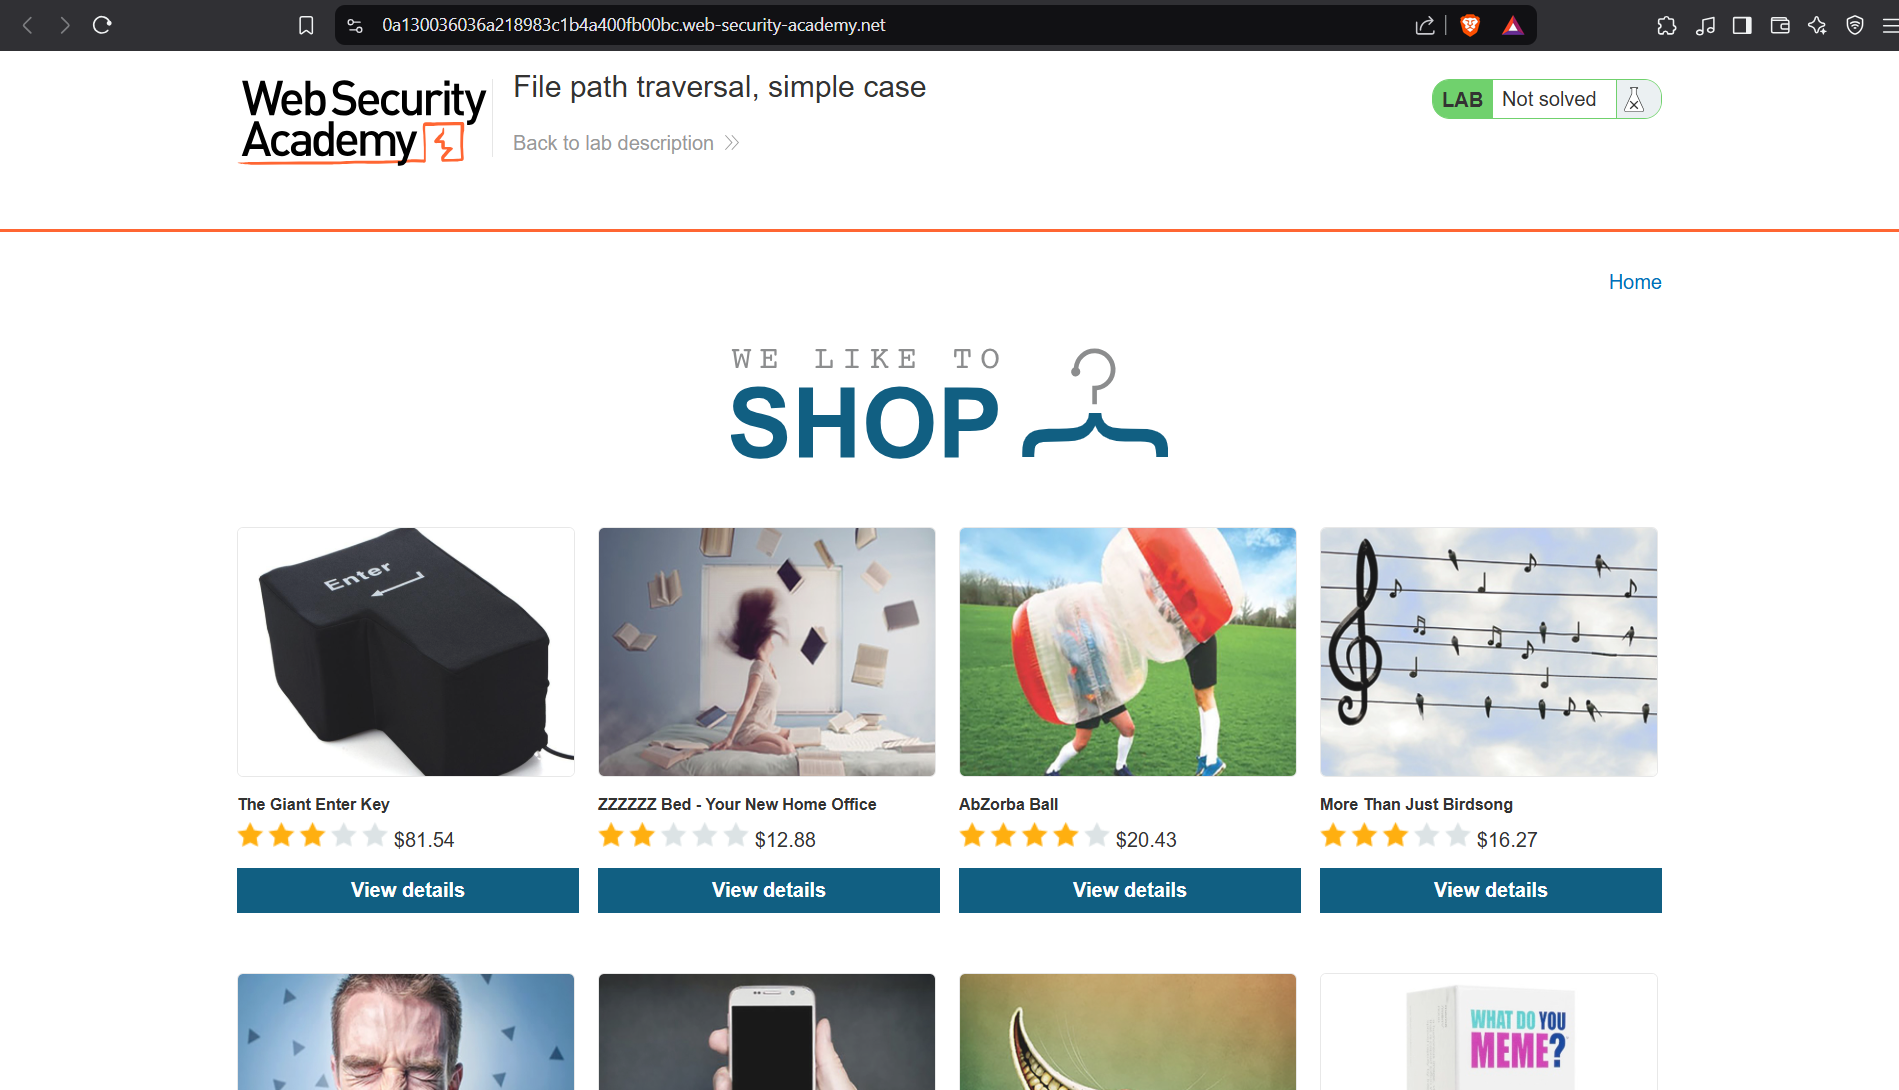 0a130036036a218983c1b4a400fb00bc.web-security-academy.net
Web Security
Academy
File path traversal, simple case
Back to lab description
LAB
Not solved
Home
WE LIKE TO
SHOP
Enter
The Giant Enter Key
$81.54
View details
ZZZZZZ Bed - Your New Home Office
$12.88
View details
AbZorba Ball
$20.43
View details
More Than Just Birdsong
$16.27
View details
WHAT DO YOU
MEME?